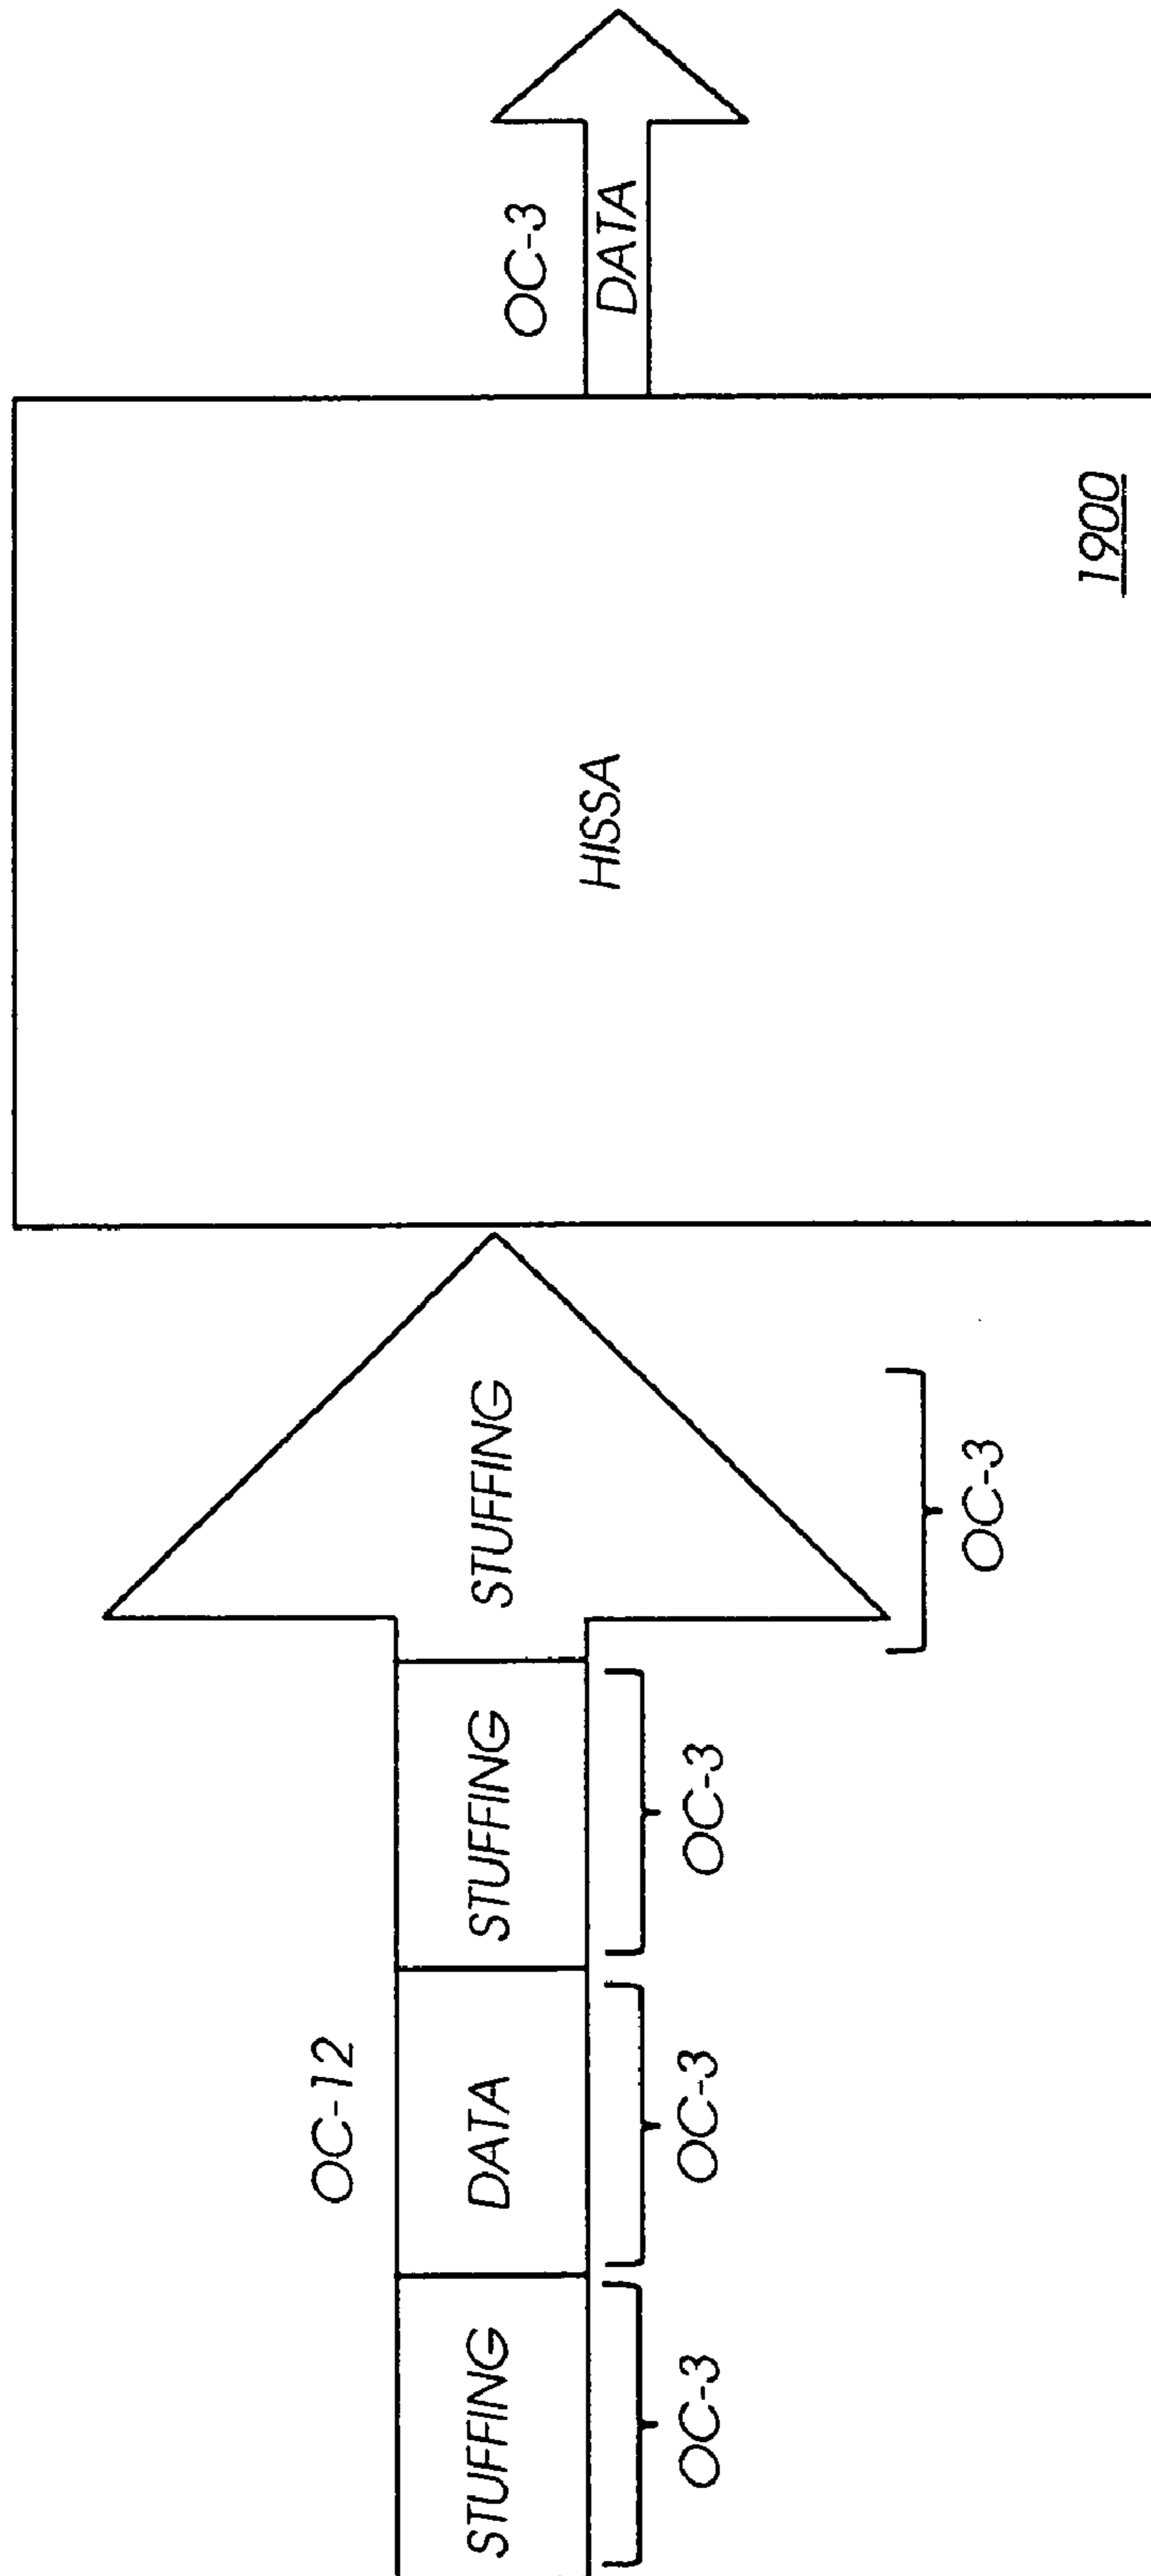 OC-12
STUFFING
DATA
STUFFING
STUFFING
OC-3
OC-3
OC-3
OC-3
HISSA
1900
OC-3
DATA